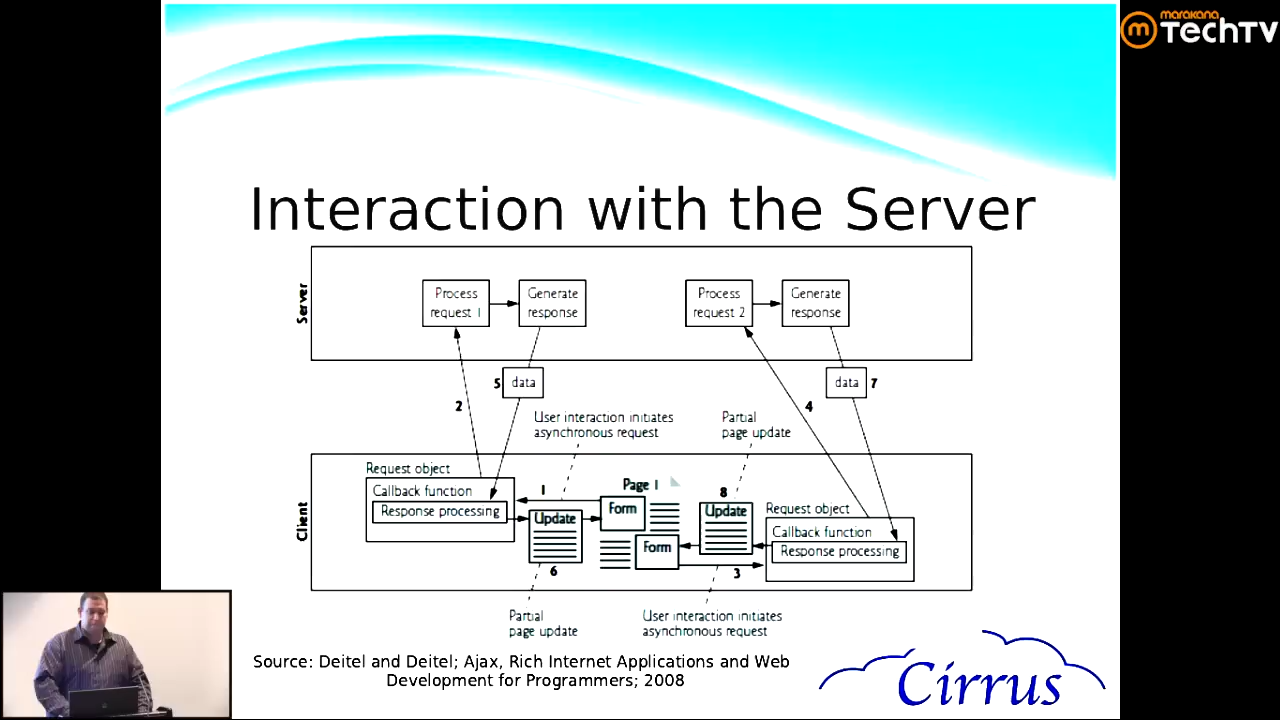 marakana
TECHTV
Interaction with the Server
Server
Process
request 1
Generate
response
Process
request 2
Generate
response
5
data
data
7
2
4
User interaction initiates
asynchronous request
Partial
page update
Client
Request object
Callback function
Response processing
1
Update
6
Page 1
Form
Form
8
Update
3
Request object
Callback function
Response processing
Partial
page update
User interaction initiates
asynchronous request
Source: Deitel and Deitel; Ajax, Rich Internet Applications and Web
Development for Programmers; 2008
Cirrus